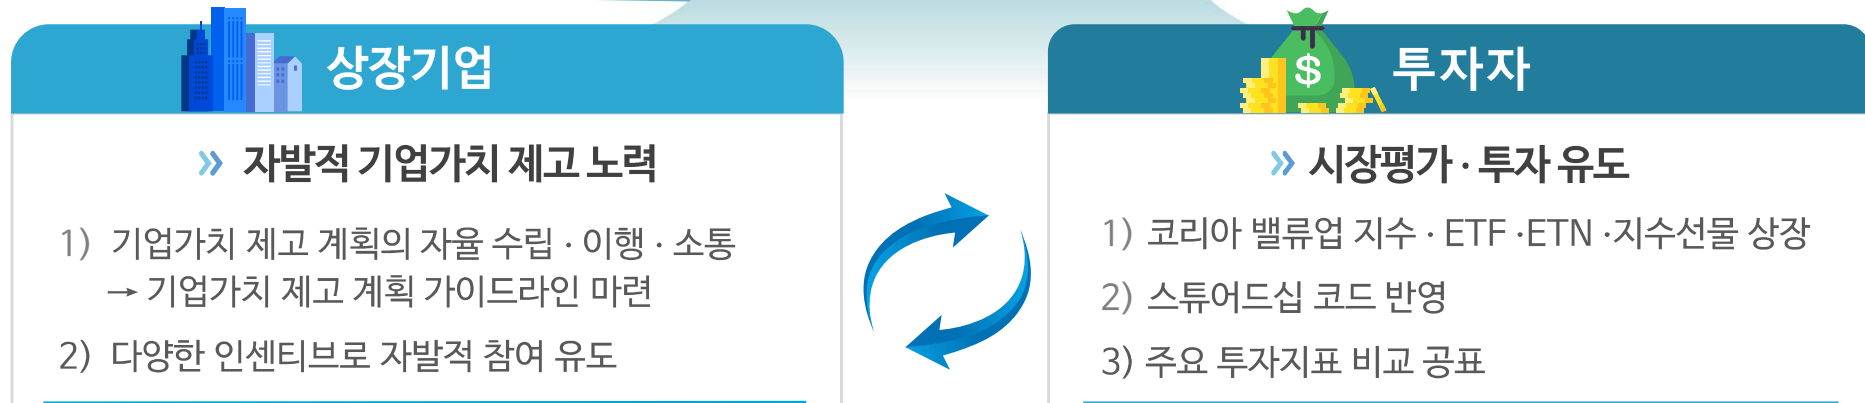 상장기업
» 자발적 기업가치 제고 노력
1) 기업가치 제고 계획의 자율 수립 · 이행 · 소통
→ 기업가치 제고 계획 가이드라인 마련
2) 다양한 인센티브로 자발적 참여 유도
$
투자자
» 시장평가 · 투자 유도
1) 코리아 밸류업 지수 · ETF ·ETN ·지수선물 상장
2) 스튜어드십 코드 반영
3) 주요 투자지표 비교 공표